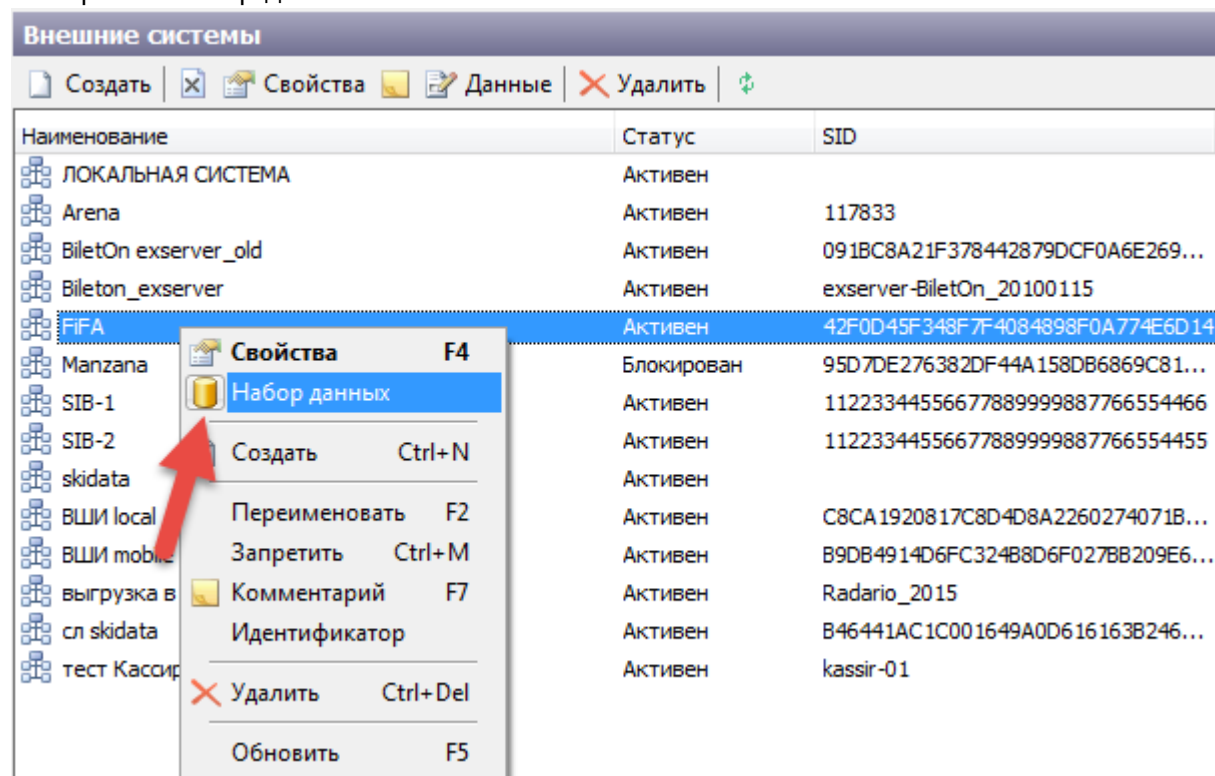 Внешние системы
Создать Свойства Данные Удалить
Наименование Статус SID
ЛОКАЛЬНАЯ СИСТЕМА Активен
Arena Активен 117833
BiletOn exserver_old Активен 091BC8A21F378442879DCF0A6E269...
Bileton_exserver Активен exserver-BiletOn_20100115
FiFA Активен 42F0D45F348F7F4084898F0A774E6D14
Свойства F4
Manzana Блокирован 95D7DE276382DF44A158DB6869C81...
Набор данных
SIB-1 Активен 11223344556677889999887766554466
SIB-2 Активен 11223344556677889999887766554455
Создать Ctrl+N
skidata Активен
Переименовать F2
ВШИ local Активен C8CA1920817C8D4D8A2260274071B...
Запретить Ctrl+M
ВШИ mobile Активен B9DB4914D6FC324B8D6F027BB209E6...
Комментарий F7
выгрузка в Активен Radario_2015
сл skidata Активен B46441AC1C001649A0D616163B246...
Идентификатор
тест Кассир Активен kassir-01
Удалить Ctrl+Del
Обновить F5